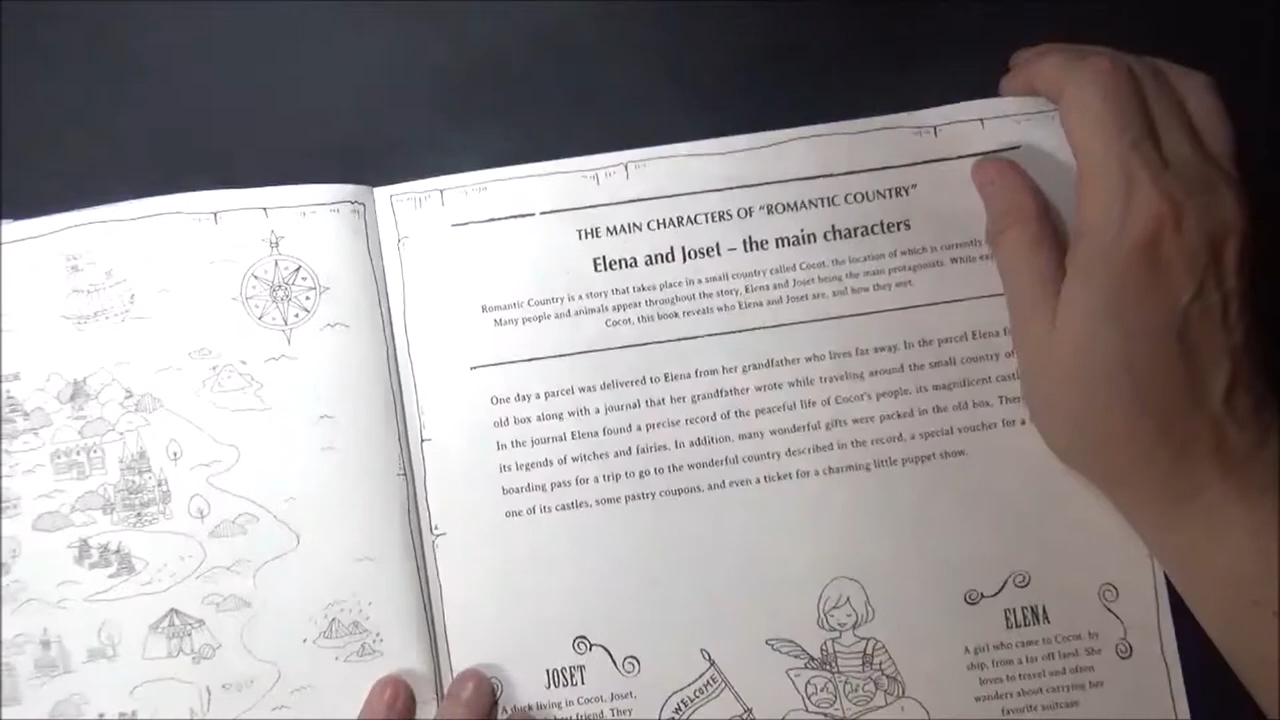 THE MAIN CHARACTERS OF "ROMANTIC COUNTRY"
Elena and Joset – the main characters
Romantic Country is a story that takes place in a small country called Cocot, the location of which is currently
Many people and animals appear throughout the story, Elena and Joset being the main protagonists. While
Cocot, this book reveals who Elena and Joset are, and how they met.
One day a parcel was delivered to Elena from her grandfather who lives far away. In the parcel Elena
old box along with a journal that her grandfather wrote while traveling around the small country of
In the journal Elena found a precise record of the peaceful life of Cocot's people, its magnificent
its legends of witches and fairies. In addition, many wonderful gifts were packed in the old box.
boarding pass for a trip to go to the wonderful country described in the record, a special voucher for a
one of its castles, some pastry coupons, and even a ticket for a charming little puppet show.
JOSET
A duck living in Cocot. Joset,
friend. They
WELCOME
ELENA
A girl who came to Cocot, by
ship, from a far off land. She
loves to travel and often
wanders about carrying her
favorite suitcase